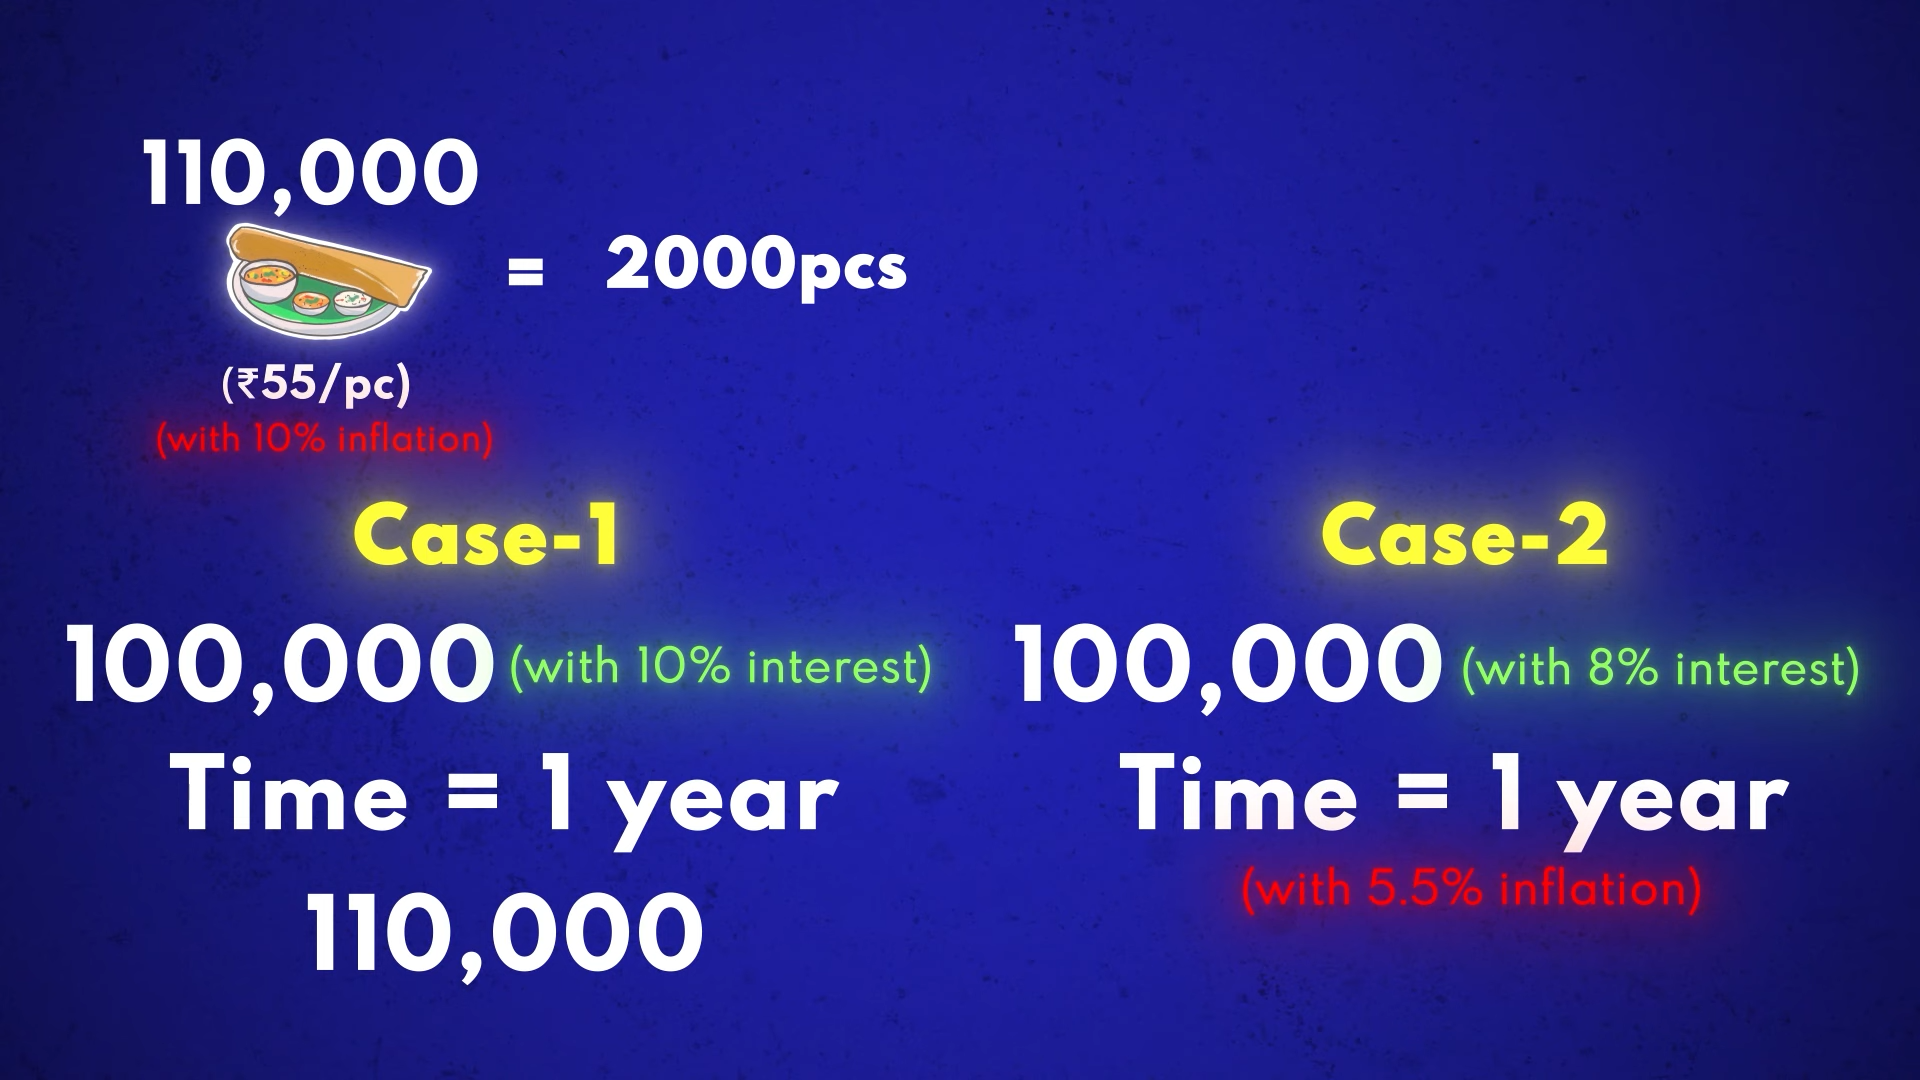 110,000
= 2000pcs
(₹55/pc)
(with 10% inflation)
Case-1
100,000 (with 10% interest)
Time = 1 year
110,000
Case-2
100,000 (with 8% interest)
Time = 1 year
(with 5.5% inflation)